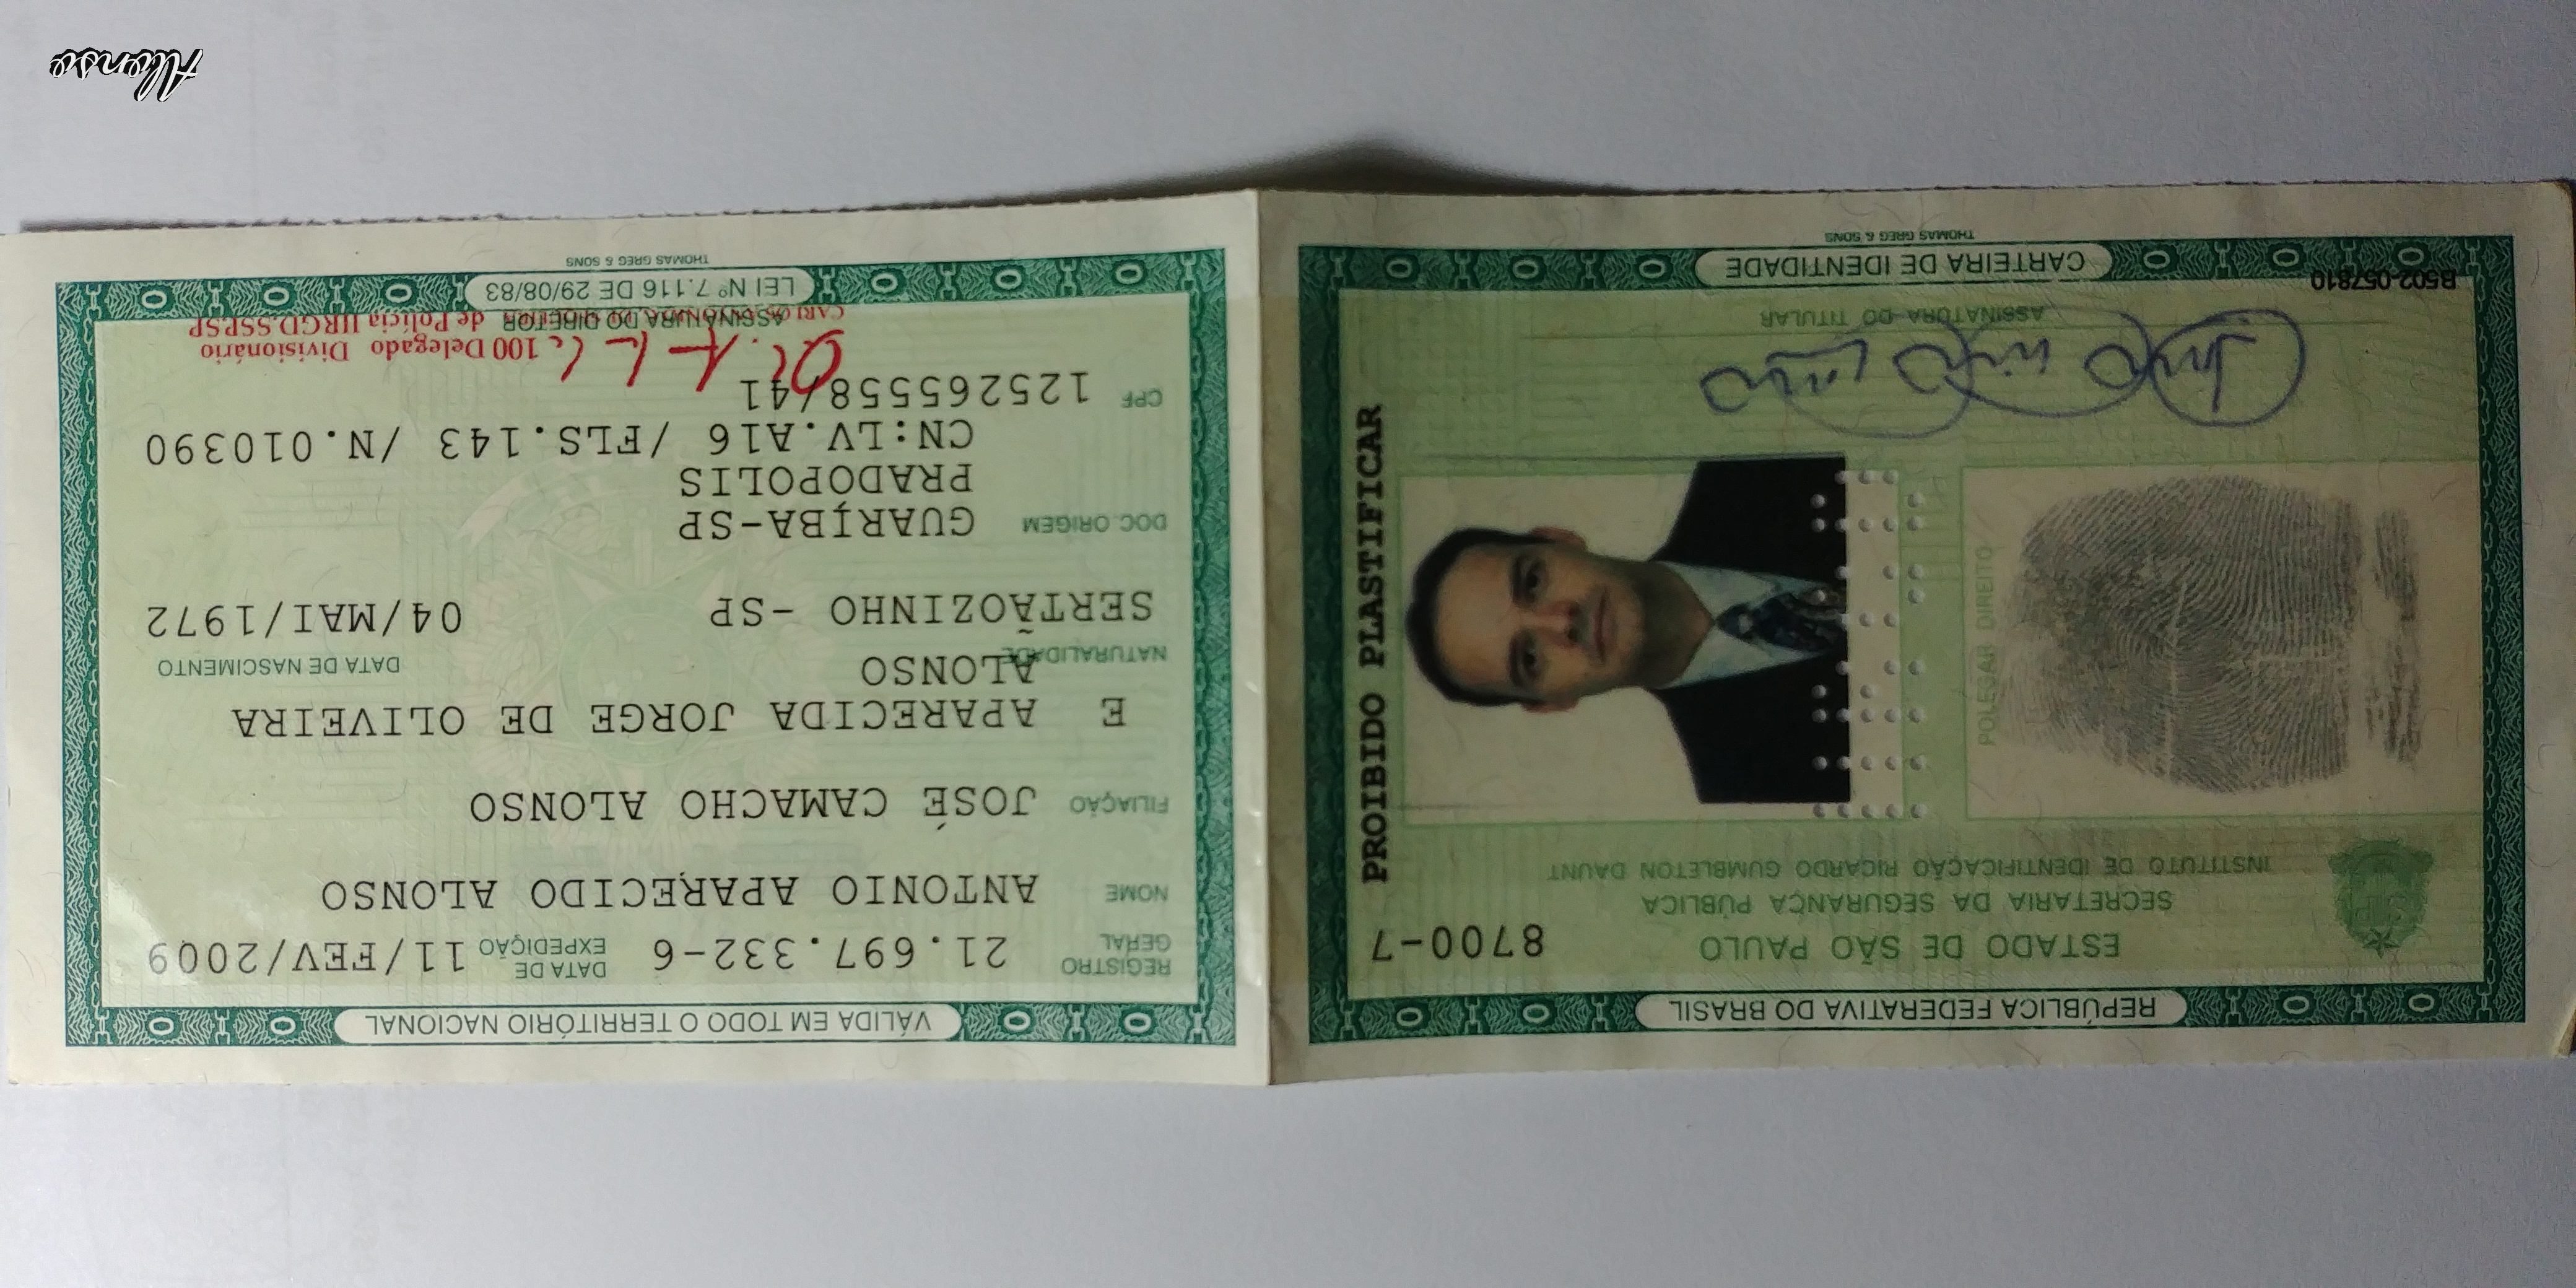 REPÚBLICA FEDERATIVA DO BRASIL
ESTADO DE SÃO PAULO
8700-7
SECRETARIA DA SEGURANÇA PÚBLICA
INSTITUTO DE IDENTIFICAÇÃO RICARDO GUMBLETON DAUNT
POLEGAR DIREITO
PROIBIDO PLASTIFICAR
ASSINATURA DO TITULAR
B502-057810
CARTEIRA DE IDENTIDADE
THOMAS GREG & SONS
VÁLIDA EM TODO O TERRITÓRIO NACIONAL
REGISTRO GERAL 21.697.332-6 DATA DE EXPEDIÇÃO 11/FEV/2009
NOME ANTONIO APARECIDO ALONSO
FILIAÇÃO JOSÉ CAMACHO ALONSO
E APARECIDA JORGE DE OLIVEIRA
ALONSO
NATURALIDADE DATA DE NASCIMENTO
SERTÃOZINHO -SP 04/MAI/1972
DOC. ORIGEM GUARIBA-SP
PRADÓPOLIS
CN:LV.A16 /FLS.143 /N.010390
CPF 125265558/41
100 Delegado Divisionário
de Polícia IIRGD.SSP.SP
ASSINATURA DO DIRETOR
LEI Nº 7.116 DE 29/08/83
THOMAS GREG & SONS
Alonso